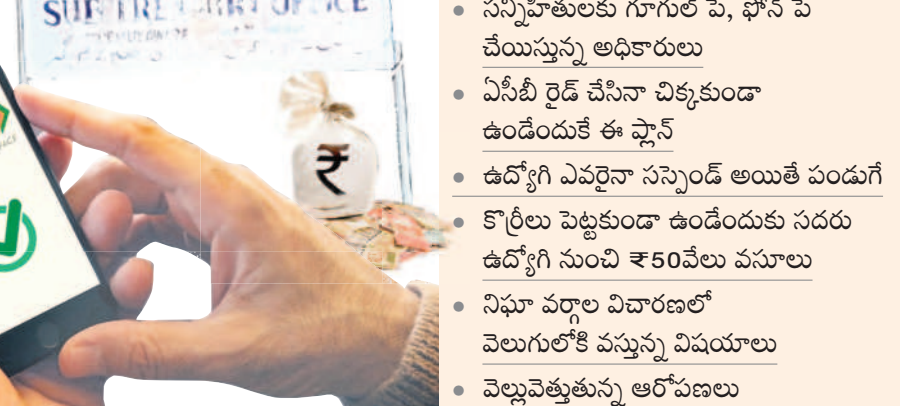 సన్నిహితులకు గూగుల్ పే, ఫోన్ పే
చేయిస్తున్న అధికారులు
ఏసీబీ రైడ్ చేసినా చిక్కకుండా
ఉండేందుకే ఈ ప్లాన్
ఉద్యోగి ఎవరైనా సస్పెండ్ అయితే పండుగే
కొర్రీలు పెట్టకుండా ఉండేందుకు సదరు
ఉద్యోగి నుంచి ₹50వేలు వసూలు
నిఘా వర్గాల విచారణలో
వెలుగులోకి వస్తున్న విషయాలు
వెల్లువెత్తుతున్న ఆరోపణలు
₹